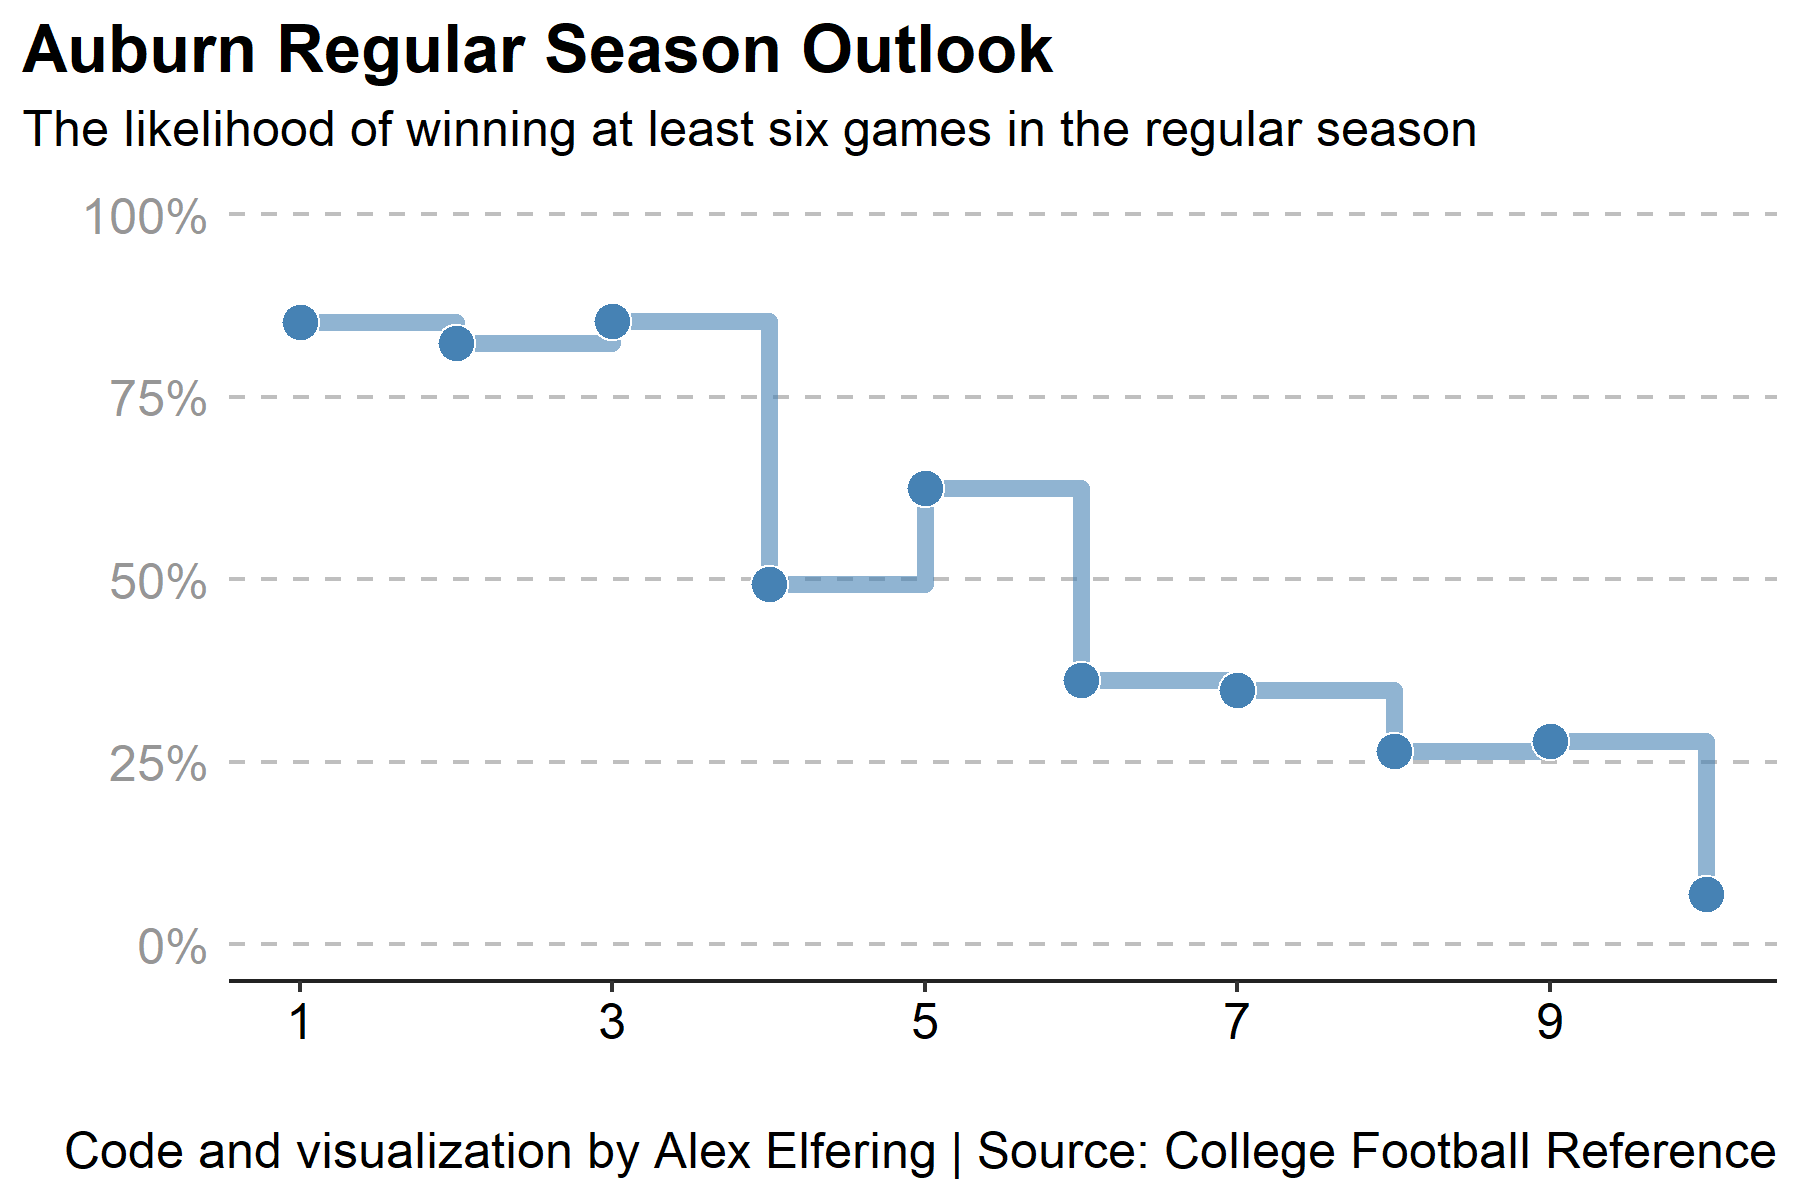 Auburn Regular Season Outlook
The likelihood of winning at least six games in the regular season
100%
75%
50%
25%
0%
1 3 5 7 9
Code and visualization by Alex Elfering | Source: College Football Reference